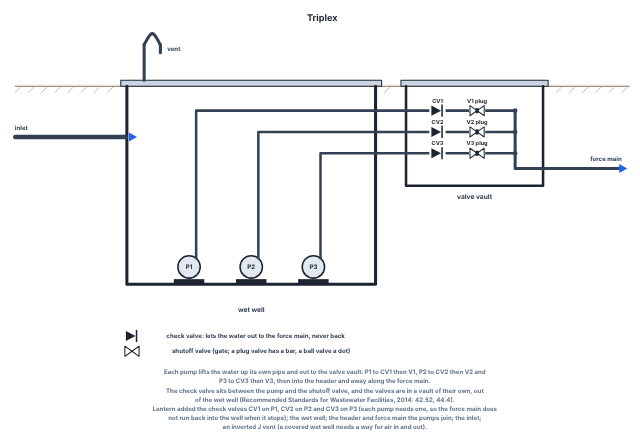 Triplex
vent
CV1 V1 plug
inlet
CV2 V2 plug
CV3 V3 plug
force main
valve vault
P1 P2 P3
wet well
check valve: lets the water out to the force main, never back
shutoff valve (gate; a plug valve has a bar, a ball valve a dot)
Each pump lifts the water up its own pipe and out to the valve vault: P1 to CV1 then V1, P2 to CV2 then V2 and
P3 to CV3 then V3, then into the header and away along the force main.
The check valve sits between the pump and the shutoff valve, and the valves are in a vault of their own, out
of the wet well (Recommended Standards for Wastewater Facilities, 2014: 42.52, 44.4).
Lantern added the check valves CV1 on P1, CV2 on P2 and CV3 on P3 (each pump needs one, so the force main does
not run back into the well when it stops); the wet well; the header and force main the pumps join; the inlet;
an inverted J vent (a covered wet well needs a way for air in and out).